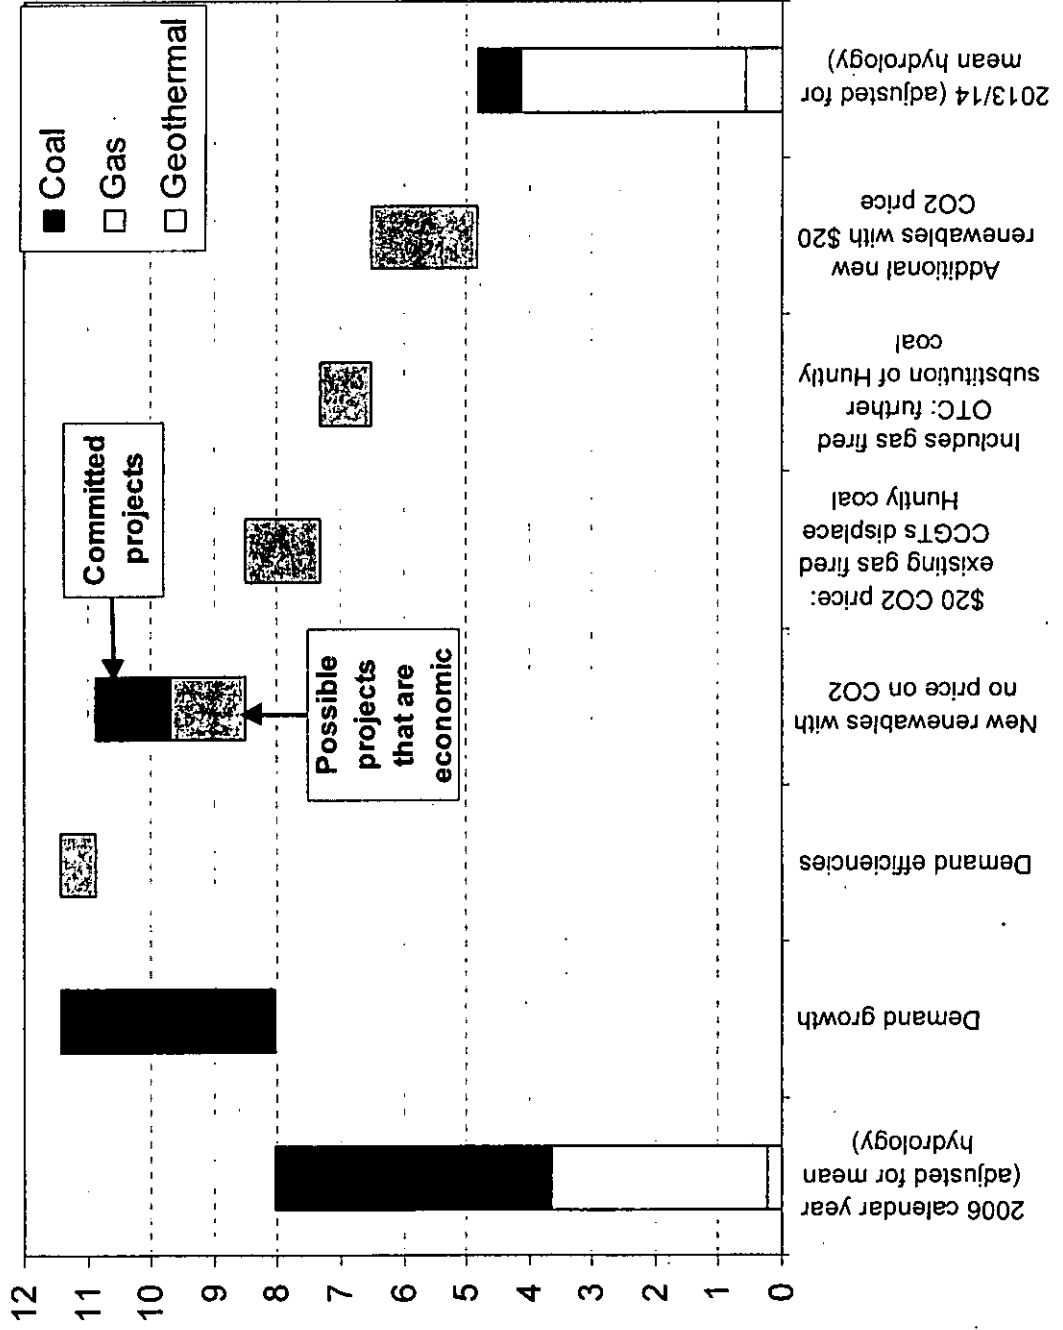 Coal
Gas
Geothermal
Committed
projects
Possible
projects
that are
economic
12
11
10
9
8
7
6
5
4
3
2
1
0
2006 calendar year
(adjusted for mean
hydrology)
Demand growth
Demand efficiencies
New renewables with
no price on CO2
$20 CO2 price:
existing gas fired
CCGTs displace
Huntly coal
Includes gas fired
OTC: further
substitution of Huntly
coal
Additional new
renewables with $20
CO2 price
2013/14 (adjusted for
mean hydrology)